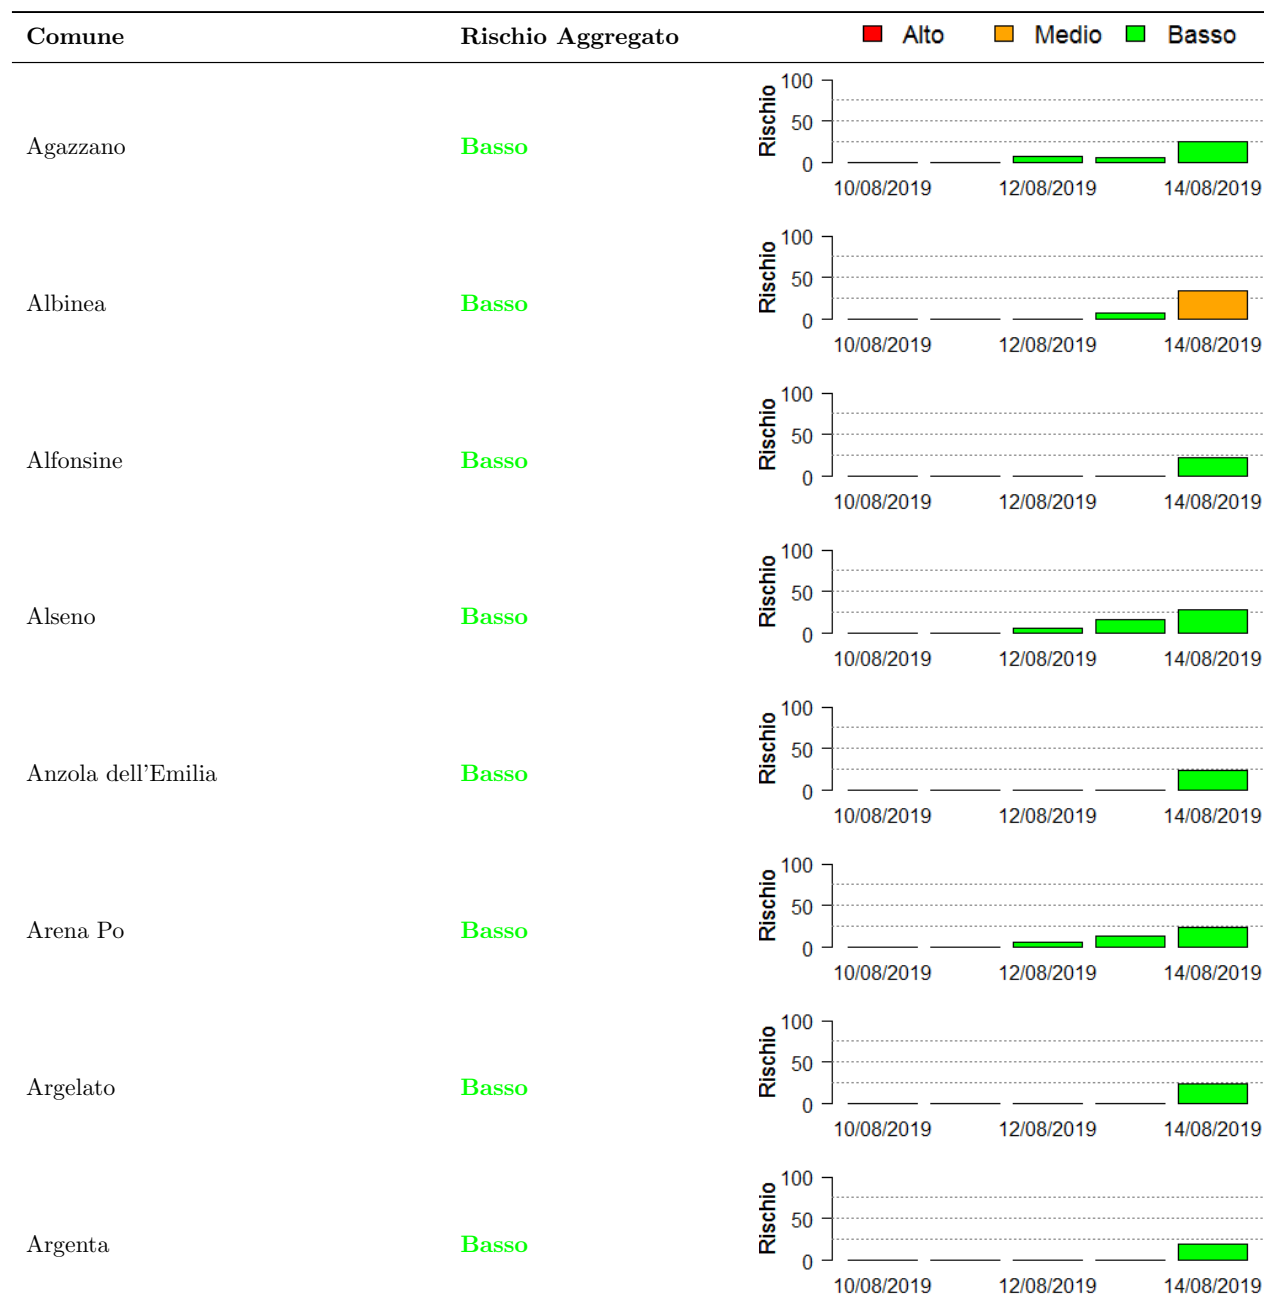 Comune Rischio Aggregato Alto Medio Basso
100
Rischio
50
Agazzano Basso
0
10/08/2019 12/08/2019 14/08/2019
100
Rischio
50
Albinea Basso
0
10/08/2019 12/08/2019 14/08/2019
100
Rischio
50
Alfonsine Basso
0
10/08/2019 12/08/2019 14/08/2019
100
Rischio
50
Alseno Basso
0
10/08/2019 12/08/2019 14/08/2019
100
Rischio
50
Anzola dell'Emilia Basso
0
10/08/2019 12/08/2019 14/08/2019
100
Rischio
50
Arena Po Basso
0
10/08/2019 12/08/2019 14/08/2019
100
Rischio
50
Argelato Basso
0
10/08/2019 12/08/2019 14/08/2019
100
Rischio
50
Argenta Basso
0
10/08/2019 12/08/2019 14/08/2019